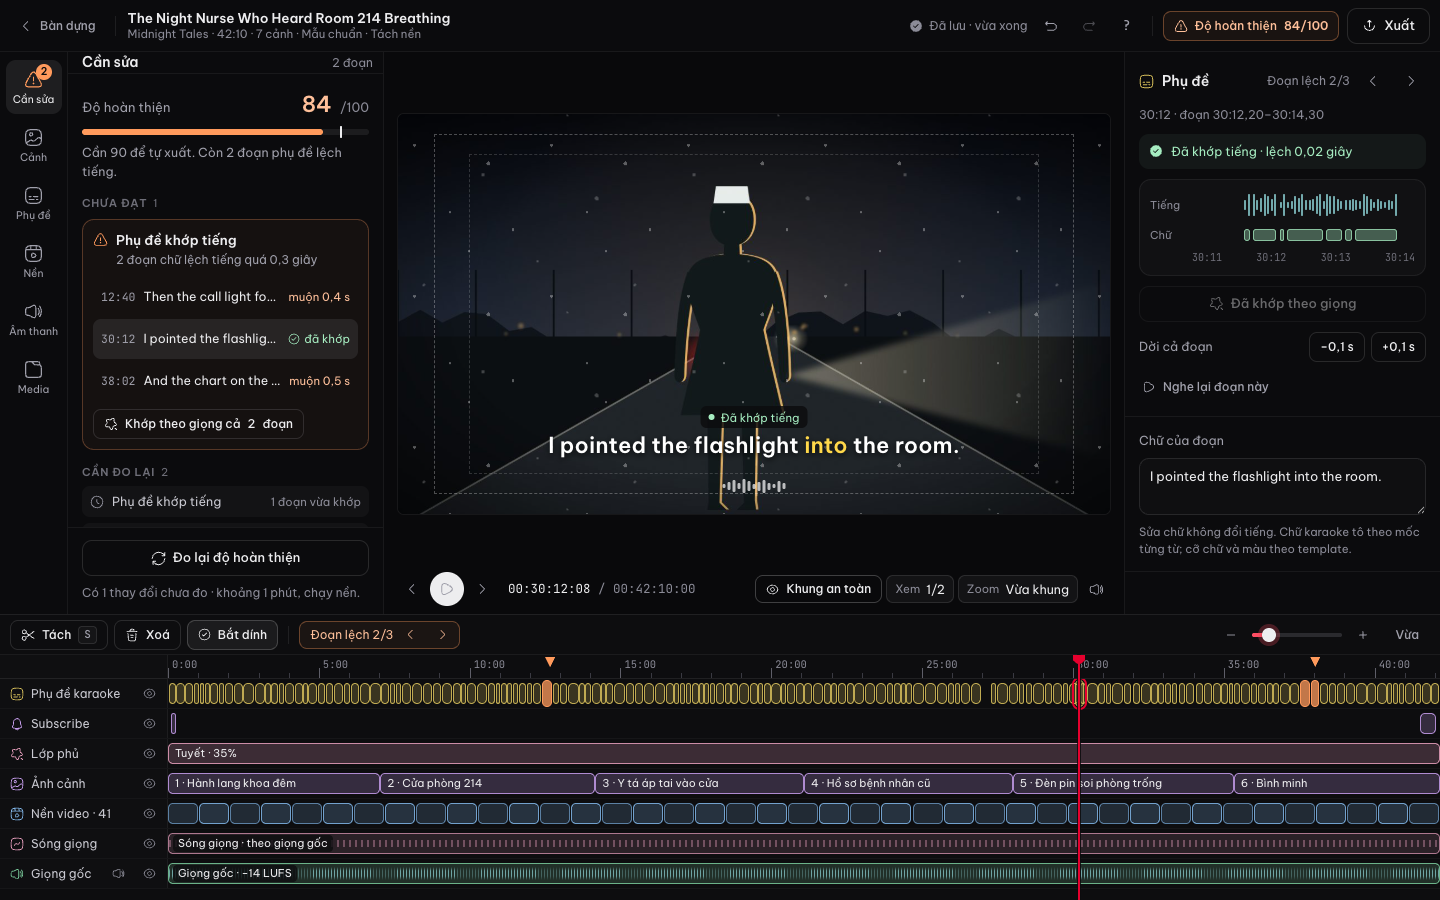 Bàn dựng
The Night Nurse Who Heard Room 214 Breathing
Midnight Tales · 42:10 · 7 cảnh · Mẫu chuẩn · Tách nền
Đã lưu · vừa xong
?
Độ hoàn thiện 84/100
Xuất
2
Cần sửa
Cảnh
Phụ đề
Nền
Âm thanh
Media
Cần sửa
2 đoạn
Độ hoàn thiện
84 /100
Cần 90 để tự xuất. Còn 2 đoạn phụ đề lệch
tiếng.
CHƯA ĐẠT 1
Phụ đề khớp tiếng
2 đoạn chữ lệch tiếng quá 0,3 giây
12:40 Then the call light fo... muộn 0,4 s
30:12 I pointed the flashlig... đã khớp
38:02 And the chart on the ... muộn 0,5 s
Khớp theo giọng cả 2 đoạn
CẦN ĐO LẠI 2
Phụ đề khớp tiếng
1 đoạn vừa khớp
Đo lại độ hoàn thiện
Có 1 thay đổi chưa đo · khoảng 1 phút, chạy nền.
Đã khớp tiếng
I pointed the flashlight into the room.
00:30:12:08 / 00:42:10:00
Khung an toàn
Xem 1/2
Zoom Vừa khung
Phụ đề
Đoạn lệch 2/3
30:12 · đoạn 30:12,20–30:14,30
Đã khớp tiếng · lệch 0,02 giây
Tiếng
Chữ
30:11 30:12 30:13 30:14
Đã khớp theo giọng
Dời cả đoạn
−0,1 s
+0,1 s
Nghe lại đoạn này
Chữ của đoạn
I pointed the flashlight into the room.
Sửa chữ không đổi tiếng. Chữ karaoke tô theo mốc
từng từ; cỡ chữ và màu theo template.
Tách S
Xoá
Bắt dính
Đoạn lệch 2/3
Vừa
0:00 5:00 10:00 15:00 20:00 25:00 30:00 35:00 40:00
Phụ đề karaoke
Subscribe
Lớp phủ
Tuyết · 35%
Ảnh cảnh
1 · Hành lang khoa đêm
2 · Cửa phòng 214
3 · Y tá áp tai vào cửa
4 · Hồ sơ bệnh nhân cũ
5 · Đèn pin soi phòng trống
6 · Bình minh
Nền video · 41
Sóng giọng
Sóng giọng · theo giọng gốc
Giọng gốc
Giọng gốc · −14 LUFS